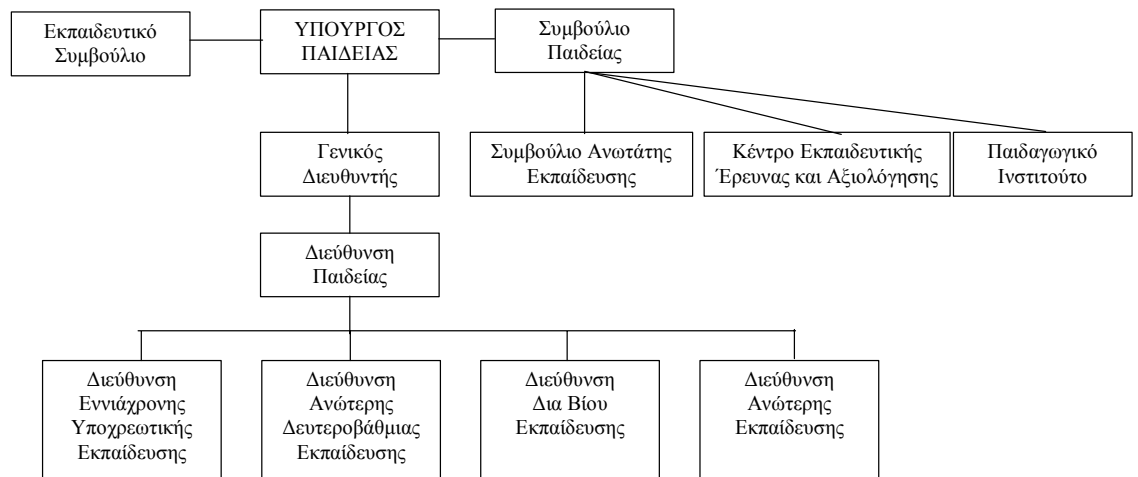 Εκπαιδευτικό
Συμβούλιο
ΥΠΟΥΡΓΟΣ
ΠΑΙΔΕΙΑΣ
Συμβούλιο
Παιδείας
Γενικός
Διευθυντής
Συμβούλιο Ανωτάτης
Εκπαίδευσης
Κέντρο Εκπαιδευτικής
Έρευνας και Αξιολόγησης
Παιδαγωγικό
Ινστιτούτο
Διεύθυνση
Παιδείας
Διεύθυνση
Εννιάχρονης
Υποχρεωτικής
Εκπαίδευσης
Διεύθυνση
Ανώτερης
Δευτεροβάθμιας
Εκπαίδευσης
Διεύθυνση
Δια Βίου
Εκπαίδευσης
Διεύθυνση
Ανώτερης
Εκπαίδευσης